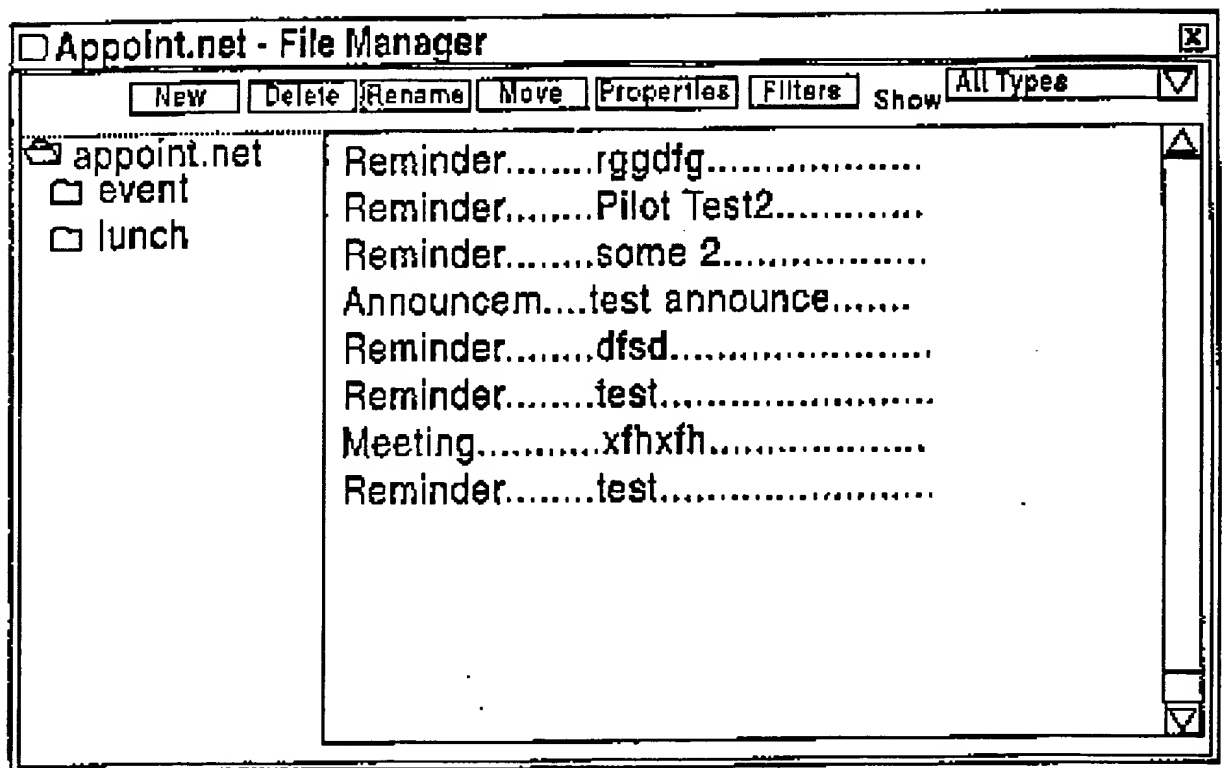 Appoint.net - File Manager
New Delete Rename Move Properties Filters Show All Types
appoint.net
event
lunch
Reminder........rggdfg..................
Reminder.........Pilot Test2.............
Reminder........some 2..................
Announcem....test announce.......
Reminder........dfsd.......................
Reminder........test........................
Meeting...........xfhxfh...................
Reminder........test........................